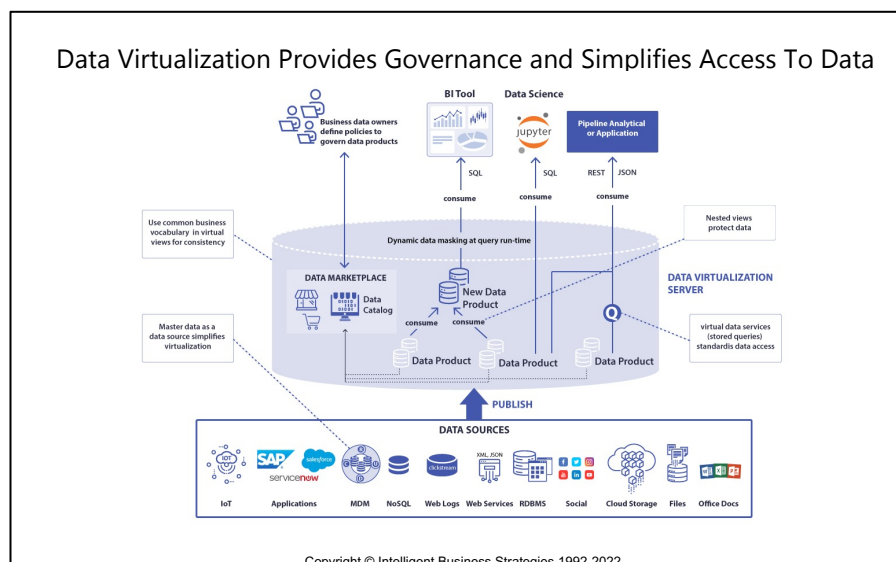 Data Virtualization Provides Governance and Simplifies Access To Data
BI Tool
Data Science
Business data owners
define policies to
govern data products
jupyter
Pipeline Analytical
or Application
SQL
SQL
REST
JSON
consume
consume
consume
Use common business
vocabulary in virtual
views for consistency
Nested views
protect data
Dynamic data masking at query run-time
DATA MARKETPLACE
Data
Catalog
New Data
Product
DATA VIRTUALIZATION
SERVER
consume
consume
Master data as a
data source simplifies
virtualization
Q
virtual data services
(stored queries)
standardis data access
Data Product
Data Product
Data Product
PUBLISH
DATA SOURCES
IOT
SAP
salesforce
servicenow
clickstream
XML, JSON
IoT
Applications
MDM
NoSQL
Web Logs
Web Services
RDBMS
Social
Cloud Storage
Files
Office Docs
Copyright © Intelligent Business Strategies 1992-2022